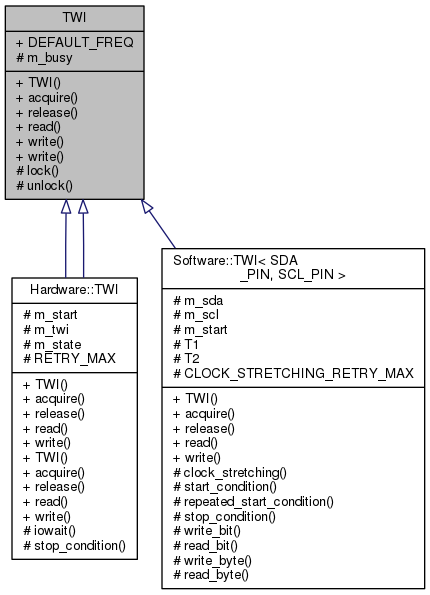 TWI
+ DEFAULT_FREQ
# m_busy
+ TWI()
+ acquire()
+ release()
+ read()
+ write()
+ write()
# lock()
# unlock()
Hardware::TWI
# m_start
# m_twi
# m_state
# RETRY_MAX
+ TWI()
+ acquire()
+ release()
+ read()
+ write()
+ TWI()
+ acquire()
+ release()
+ read()
+ write()
# iowait()
# stop_condition()
Software::TWI< SDA
_PIN, SCL_PIN >
# m_sda
# m_scl
# m_start
# T1
# T2
# CLOCK_STRETCHING_RETRY_MAX
+ TWI()
+ acquire()
+ release()
+ read()
+ write()
# clock_stretching()
# start_condition()
# repeated_start_condition()
# stop_condition()
# write_bit()
# read_bit()
# write_byte()
# read_byte()